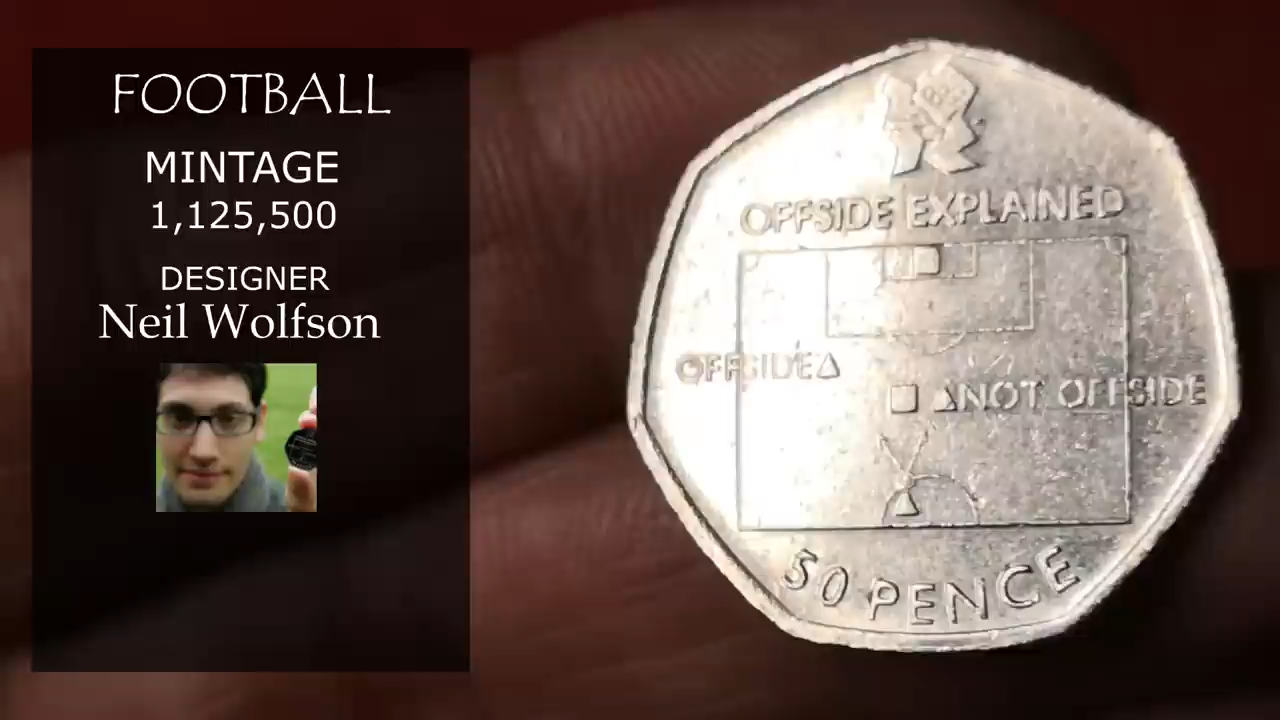 FOOTBALL
MINTAGE
1,125,500
DESIGNER
Neil Wolfson
OFFSIDE EXPLAINED
OFFSIDE
NOT OFFSIDE
50 PENCE